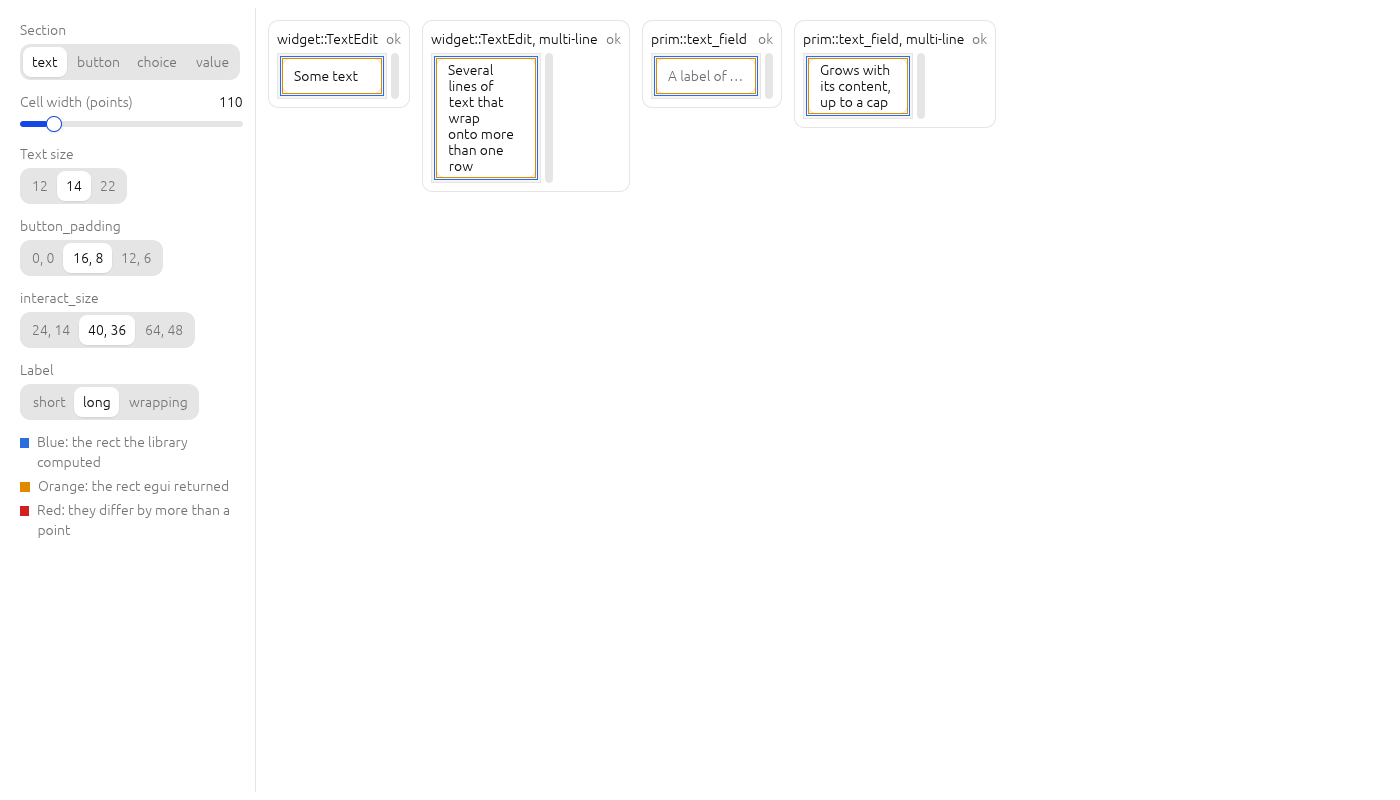 Section
text button choice value
Cell width (points) 110
Text size
12 14 22
button_padding
0, 0 16, 8 12, 6
interact_size
24, 14 40, 36 64, 48
Label
short long wrapping
Blue: the rect the library
computed
Orange: the rect egui returned
Red: they differ by more than a
point
widget::TextEdit ok
Some text
widget::TextEdit, multi-line ok
Several
lines of
text that
wrap
onto more
than one
row
prim::text_field ok
A label of …
prim::text_field, multi-line ok
Grows with
its content,
up to a cap